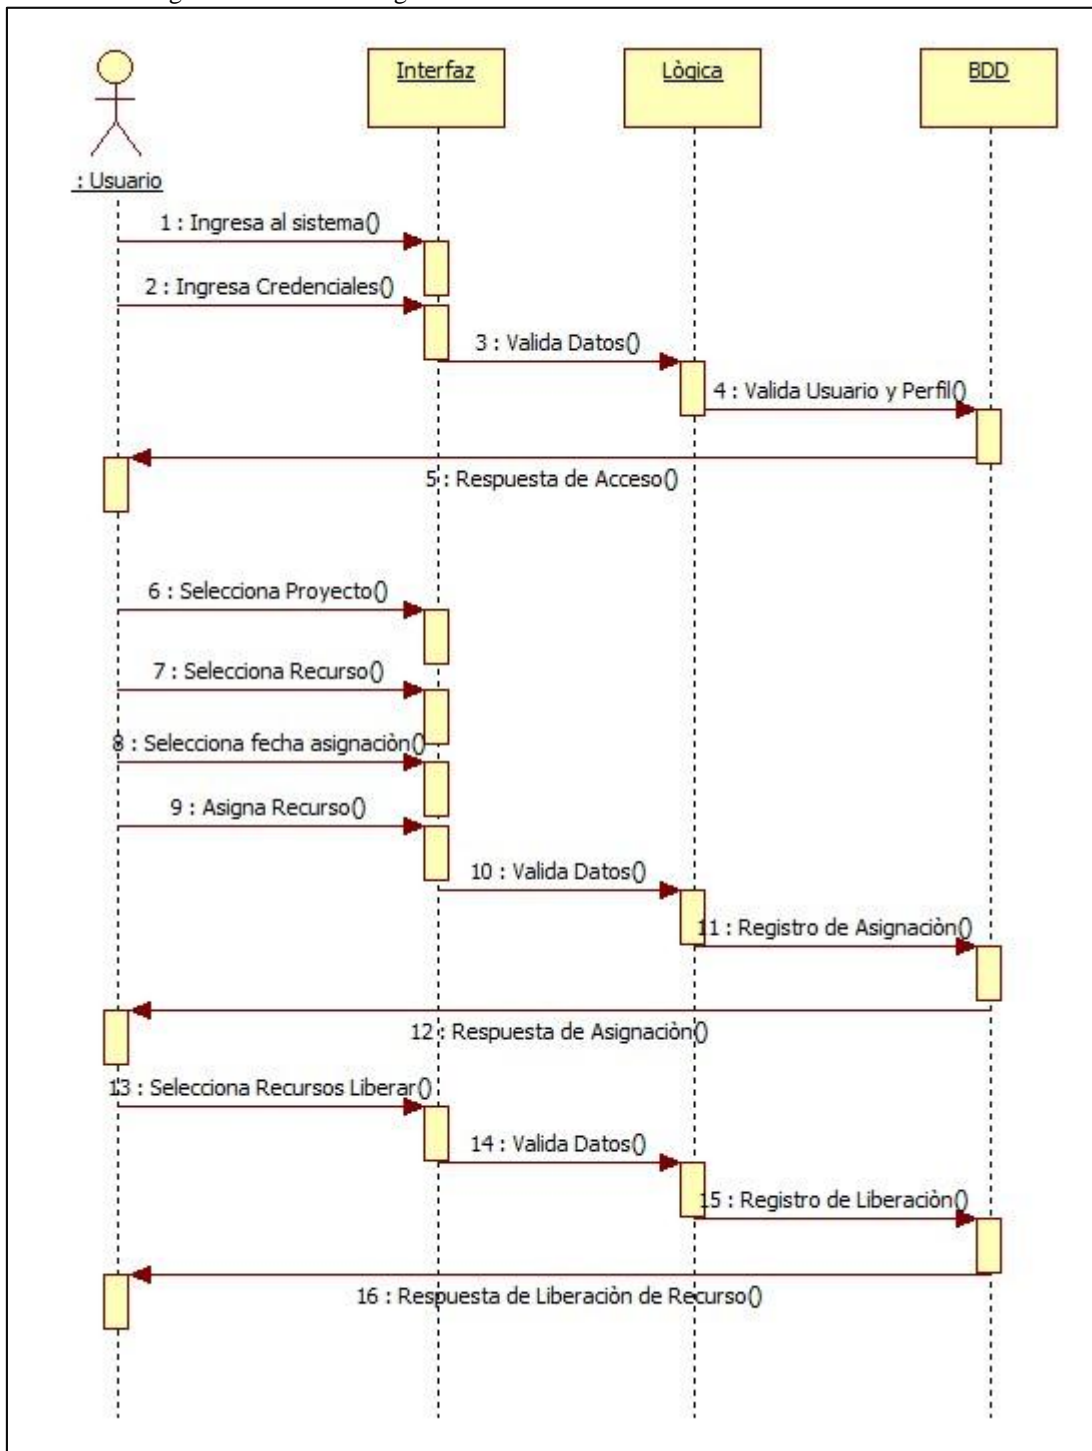 Interfaz
Lògica
BDD
: Usuario
1 : Ingresa al sistema()
2 : Ingresa Credenciales()
3 : Valida Datos()
4 : Valida Usuario y Perfil()
5 : Respuesta de Acceso()
6 : Selecciona Proyecto()
7 : Selecciona Recurso()
8 : Selecciona fecha asignaciòn()
9 : Asigna Recurso()
10 : Valida Datos()
11 : Registro de Asignaciòn()
12 : Respuesta de Asignaciòn()
13 : Selecciona Recursos Liberar()
14 : Valida Datos()
15 : Registro de Liberaciòn()
16 : Respuesta de Liberaciòn de Recurso()